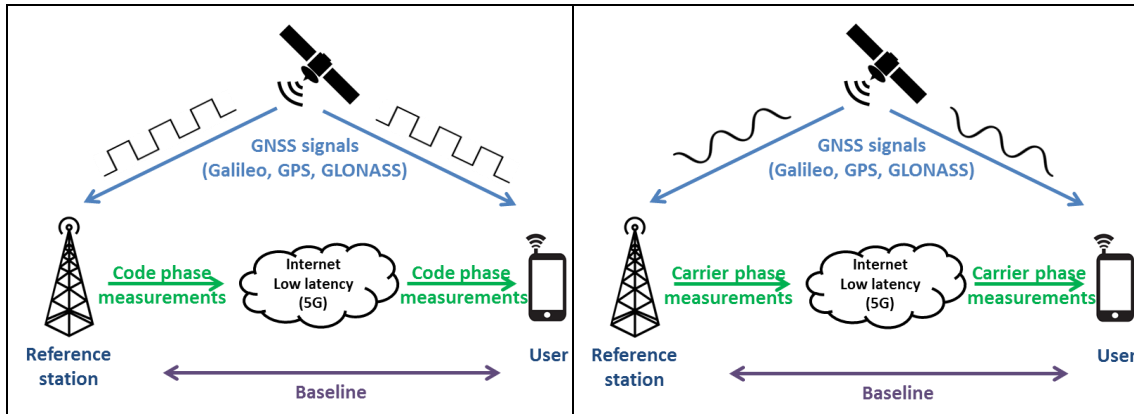 GNSS signals
(Galileo, GPS, GLONASS)
Code phase
measurements
Internet
Low latency
(5G)
Code phase
measurements
Reference
station
User
Baseline
GNSS signals
(Galileo, GPS, GLONASS)
Carrier phase
measurements
Internet
Low latency
(5G)
Carrier phase
measurements
Reference
station
User
Baseline